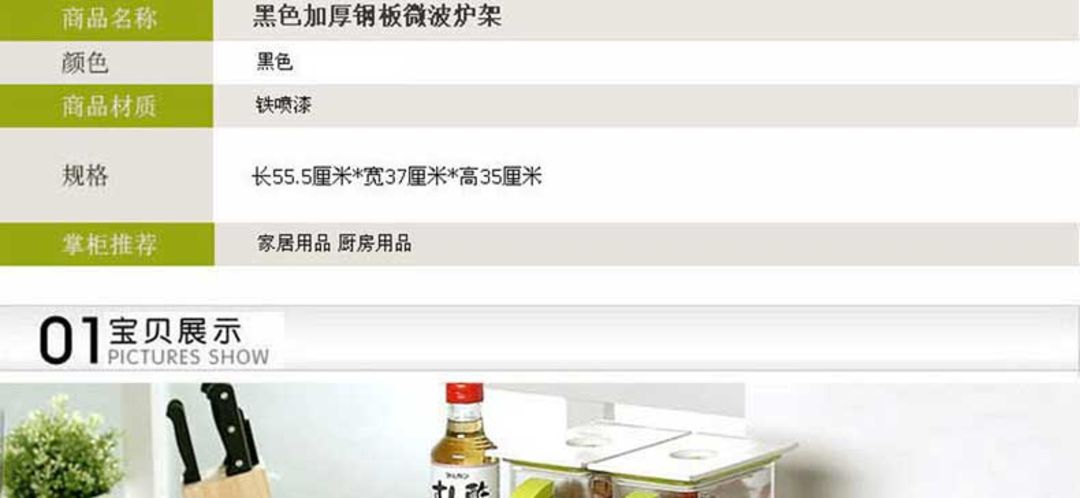 商品名称 黑色加厚钢板微波炉架
颜色 黑色
商品材质 铁喷漆
规格 长55.5厘米*宽37厘米*高35厘米
掌柜推荐 家居用品 厨房用品
01 宝贝展示
PICTURES SHOW